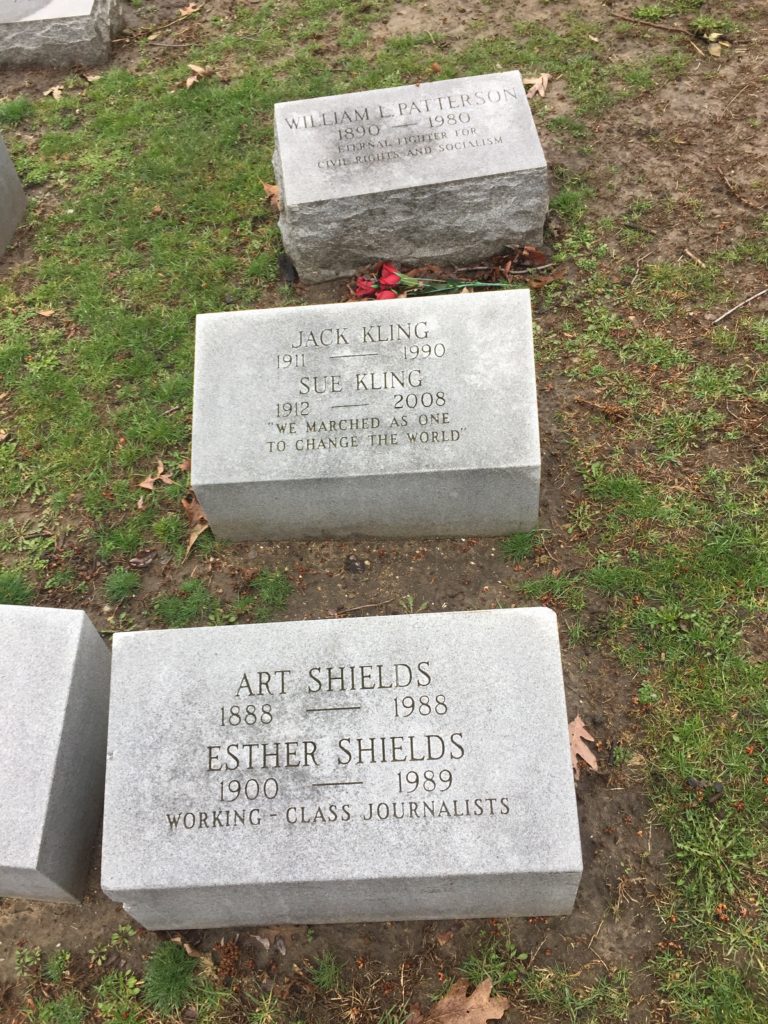 WILLIAM L. PATTERSON
1890 — 1980
ETERNAL FIGHTER FOR
CIVIL RIGHTS AND SOCIALISM
JACK KLING
1911 — 1990
SUE KLING
1912 — 2008
"WE MARCHED AS ONE
TO CHANGE THE WORLD"
ART SHIELDS
1888 — 1988
ESTHER SHIELDS
1900 — 1989
WORKING - CLASS JOURNALISTS